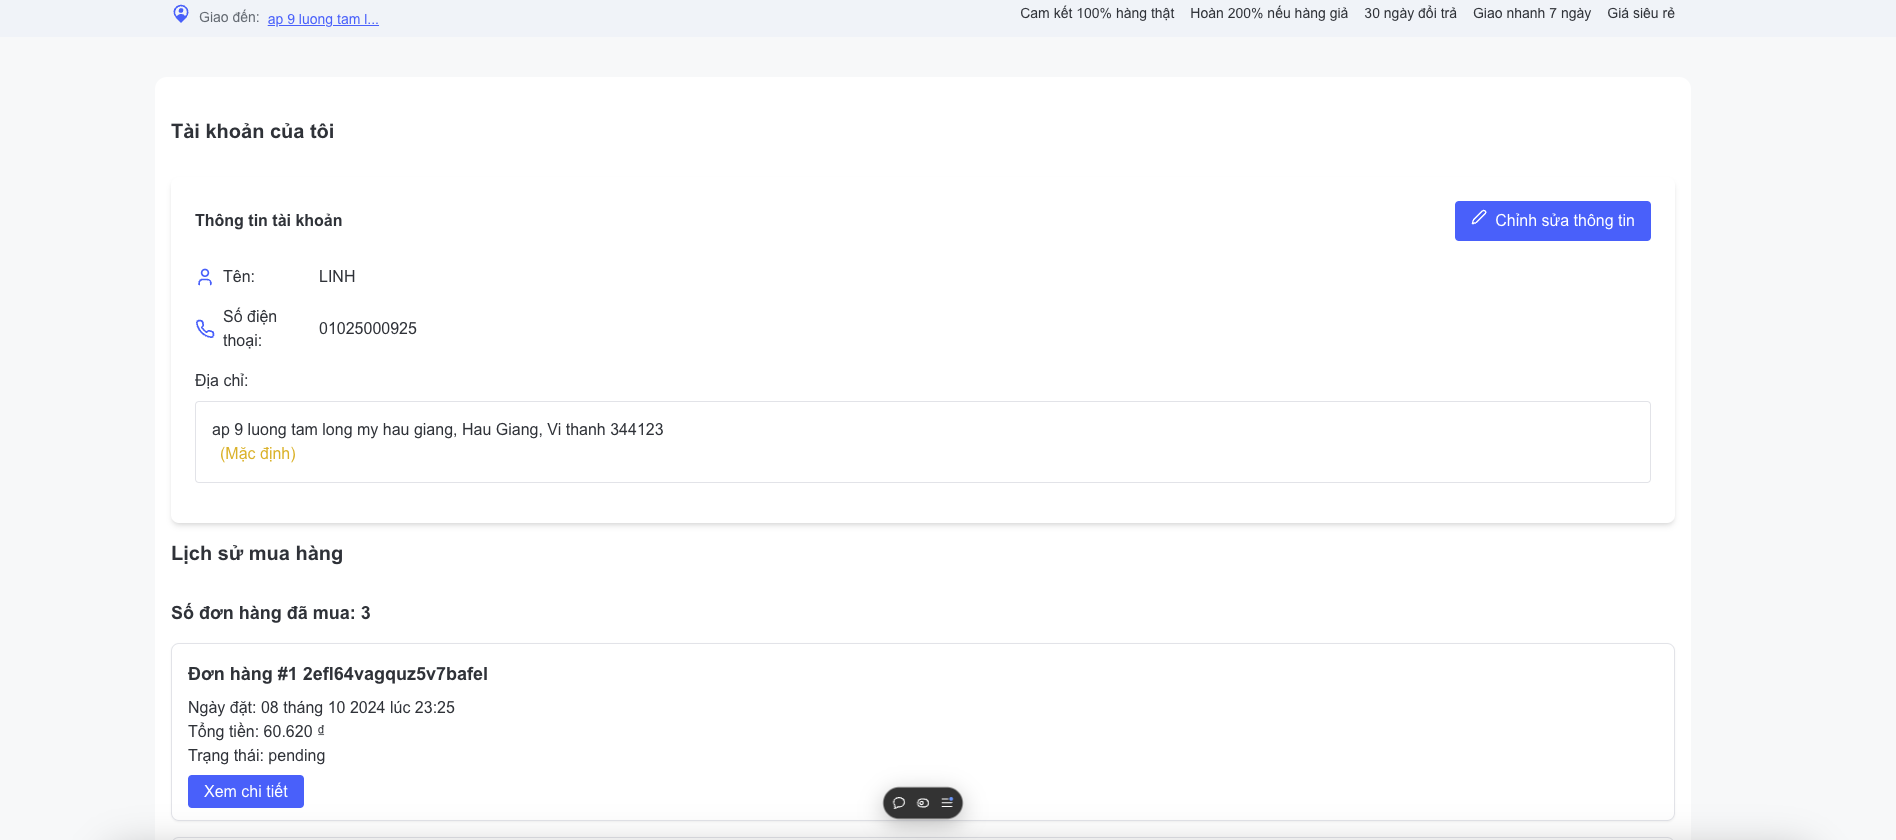 Giao đến: ap 9 luong tam l...
Cam kết 100% hàng thật Hoàn 200% nếu hàng giả 30 ngày đổi trả Giao nhanh 7 ngày Giá siêu rẻ
Tài khoản của tôi
Thông tin tài khoản
Chỉnh sửa thông tin
Tên: LINH
Số điện
thoại:
01025000925
Địa chỉ:
ap 9 luong tam long my hau giang, Hau Giang, Vi thanh 344123
(Mặc định)
Lịch sử mua hàng
Số đơn hàng đã mua: 3
Đơn hàng #1 2efl64vagquz5v7bafel
Ngày đặt: 08 tháng 10 2024 lúc 23:25
Tổng tiền: 60.620 ₫
Trạng thái: pending
Xem chi tiết